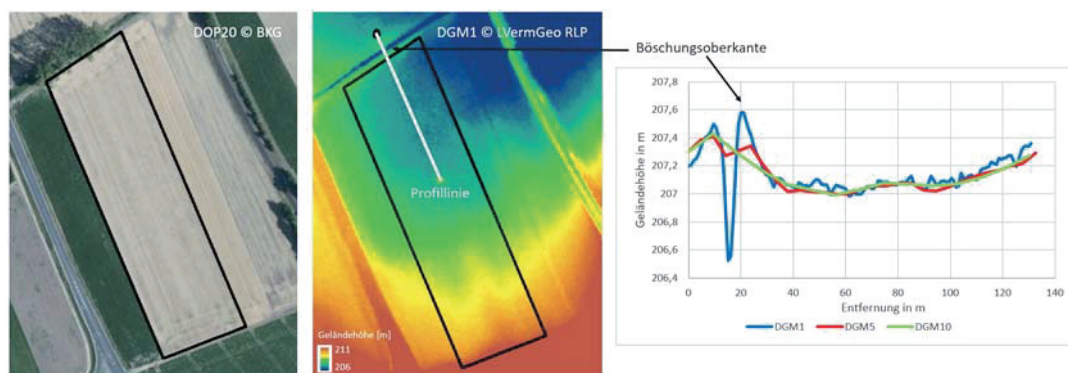 DOP20 © BKG
DGM1 © LVermGeo RLP
Profillinie
Geländehöhe [m]
211
206
Böschungsoberkante
Geländehöhe in m
207,8
207,6
207,4
207,2
207
206,8
206,6
206,4
0 20 40 60 80 100 120 140
Entfernung in m
DGM1 DGM5 DGM10